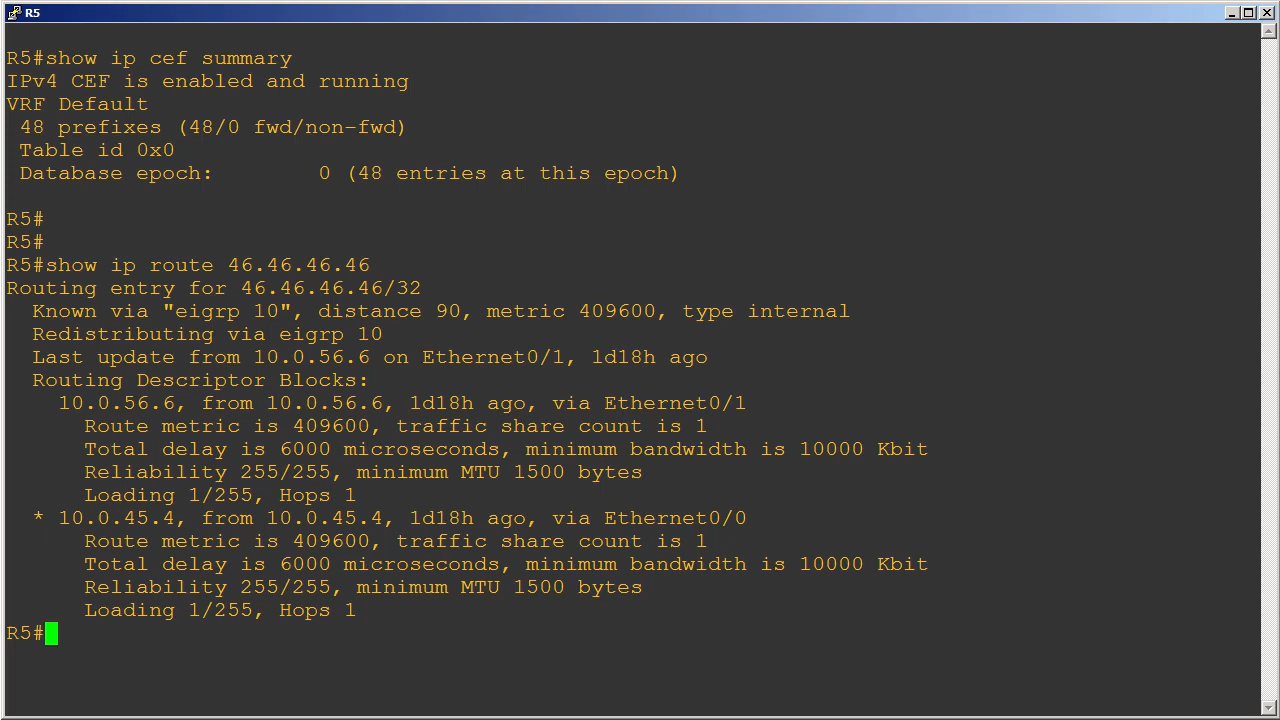 R5
R5#show ip cef summary
IPv4 CEF is enabled and running
VRF Default
 48 prefixes (48/0 fwd/non-fwd)
 Table id 0x0
 Database epoch:        0 (48 entries at this epoch)
R5#
R5#
R5#show ip route 46.46.46.46
Routing entry for 46.46.46.46/32
  Known via "eigrp 10", distance 90, metric 409600, type internal
  Redistributing via eigrp 10
  Last update from 10.0.56.6 on Ethernet0/1, 1d18h ago
  Routing Descriptor Blocks:
    10.0.56.6, from 10.0.56.6, 1d18h ago, via Ethernet0/1
      Route metric is 409600, traffic share count is 1
      Total delay is 6000 microseconds, minimum bandwidth is 10000 Kbit
      Reliability 255/255, minimum MTU 1500 bytes
      Loading 1/255, Hops 1
  * 10.0.45.4, from 10.0.45.4, 1d18h ago, via Ethernet0/0
      Route metric is 409600, traffic share count is 1
      Total delay is 6000 microseconds, minimum bandwidth is 10000 Kbit
      Reliability 255/255, minimum MTU 1500 bytes
      Loading 1/255, Hops 1
R5#